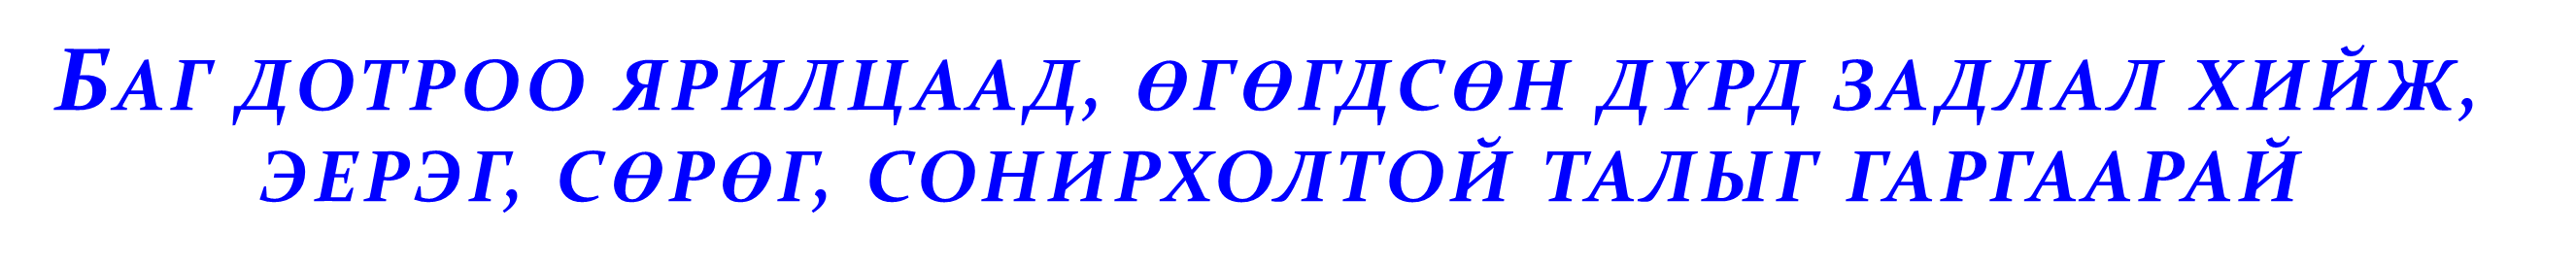 Баг дотроо ярилцаад, өгөгдсөн дүрд задлал хийж,
эерэг, сөрөг, сонирхолтой талыг гаргаарай